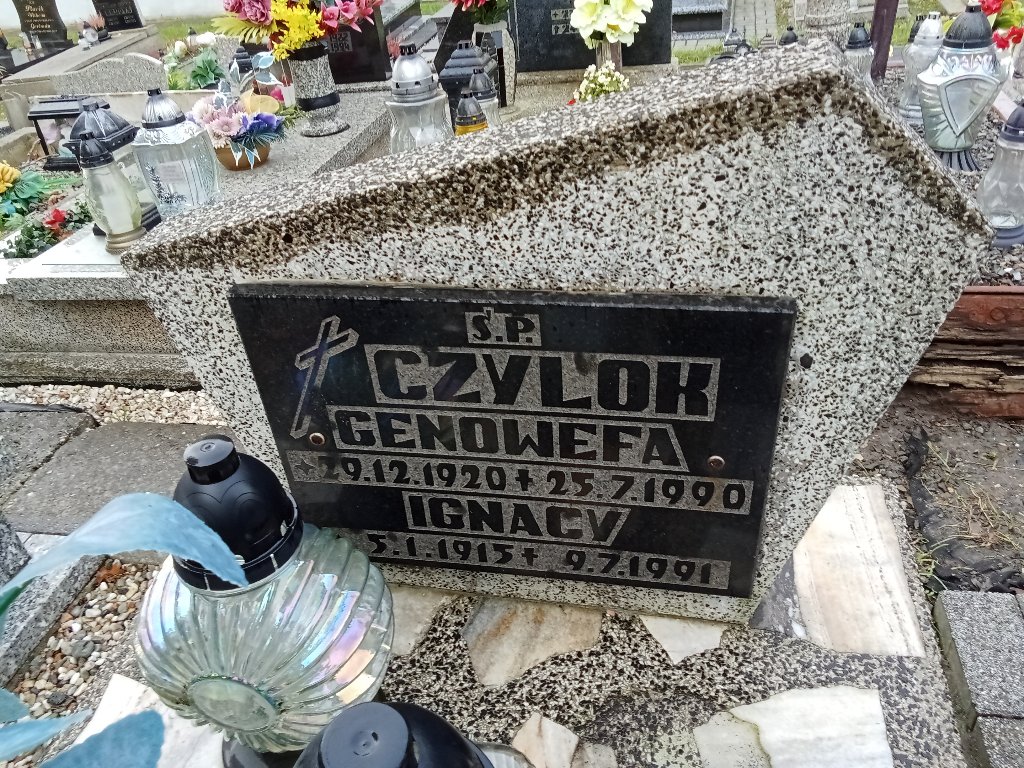 Ś.P.
CZYLOK
GENOWEFA
* 29.12.1920 + 25.7.1990
IGNACY
5.1.1915 + 9.7.1991